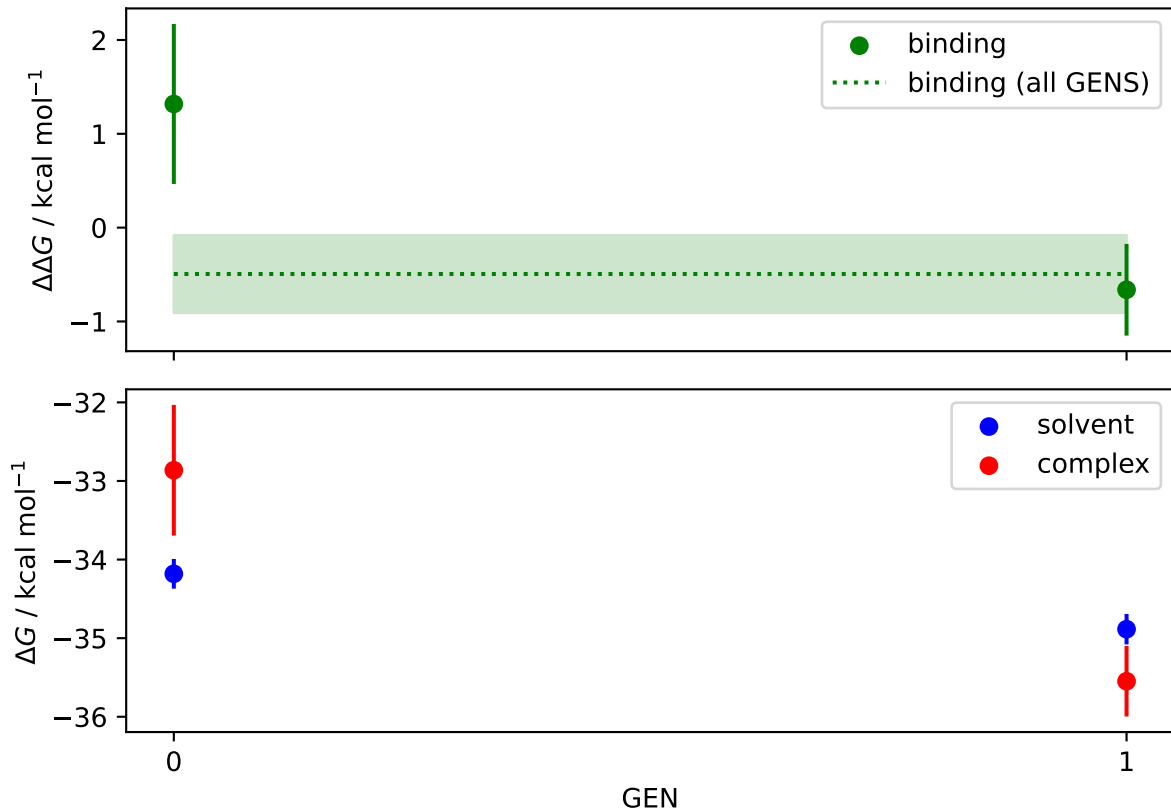 2
1
0
−1
ΔΔG / kcal mol⁻¹
binding
binding (all GENS)
−32
−33
−34
−35
−36
ΔG / kcal mol⁻¹
solvent
complex
0
1
GEN